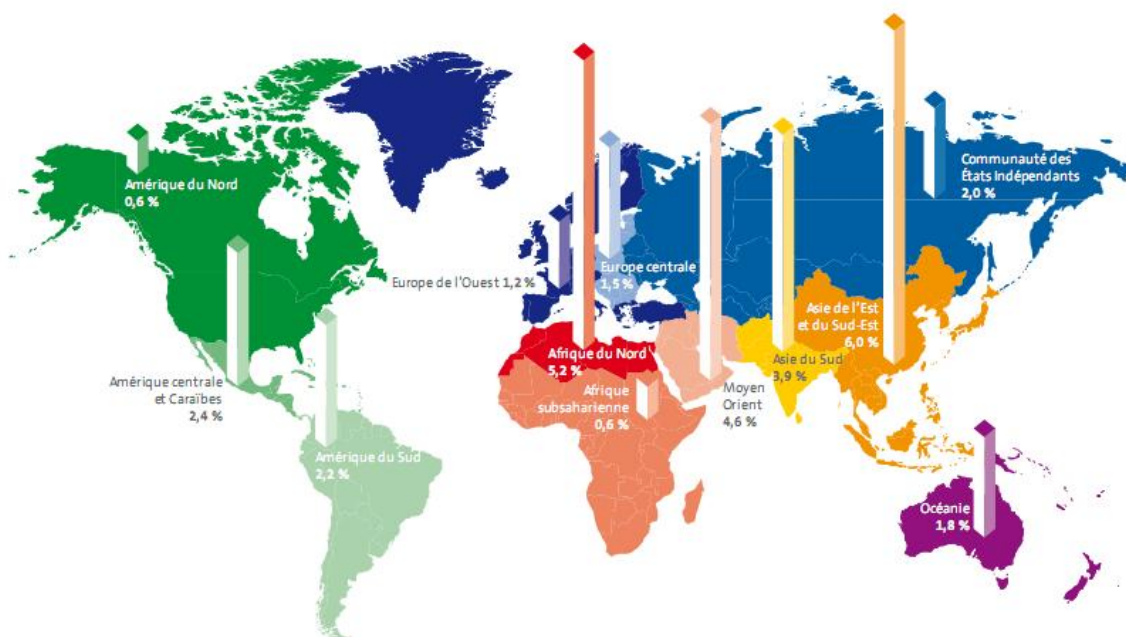 Amérique du Nord
0,6 %
Communauté des
États Indépendants
2,0 %
Europe de l'Ouest 1,2 %
Europe centrale
1,5 %
Asie de l'Est
et du Sud-Est
6,0 %
Afrique du Nord
5,2 %
Asie du Sud
3,9 %
Amérique centrale
et Caraïbes
2,4 %
Afrique
subsaharienne
0,6 %
Moyen
Orient
4,6 %
Amérique du Sud
2,2 %
Océanie
1,8 %